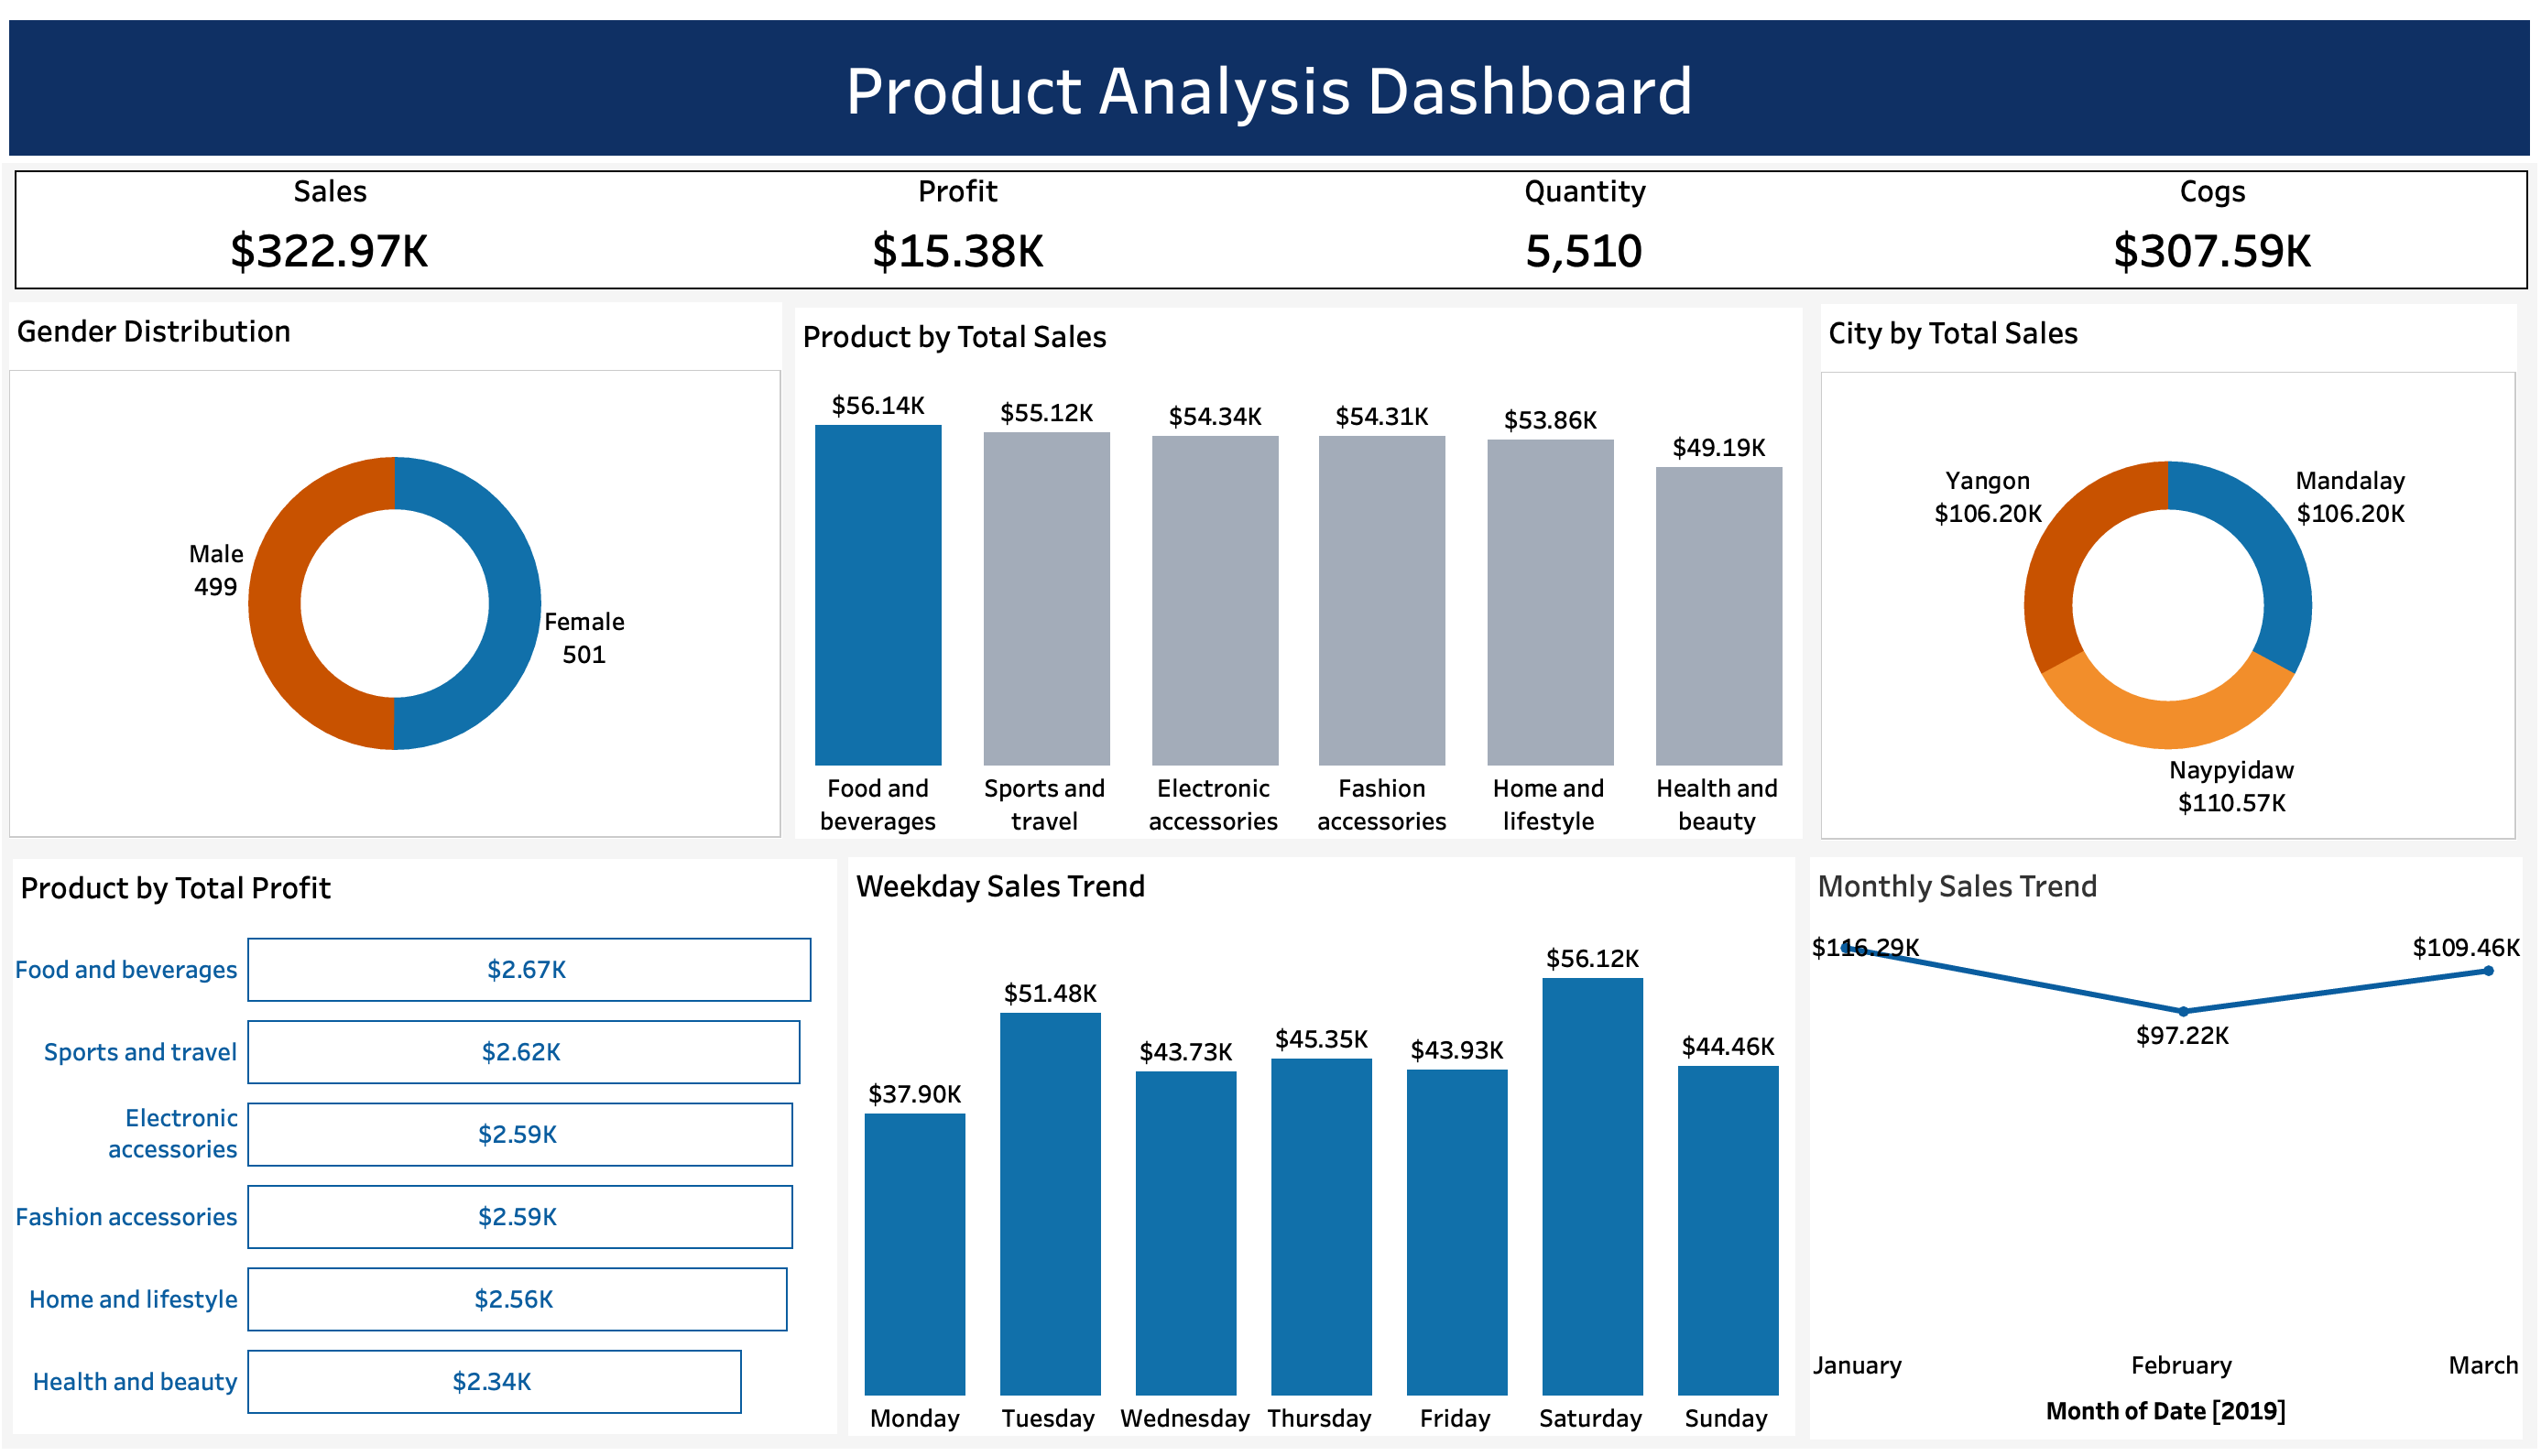 Product Analysis Dashboard
Sales
$322.97K
Profit
$15.38K
Quantity
5,510
Cogs
$307.59K
Gender Distribution
Male
499
Female
501
Product by Total Sales
$56.14K
$55.12K
$54.34K
$54.31K
$53.86K
$49.19K
Food and
beverages
Sports and
travel
Electronic
accessories
Fashion
accessories
Home and
lifestyle
Health and
beauty
City by Total Sales
Yangon
$106.20K
Mandalay
$106.20K
Naypyidaw
$110.57K
Product by Total Profit
Food and beverages
$2.67K
Sports and travel
$2.62K
Electronic
accessories
$2.59K
Fashion accessories
$2.59K
Home and lifestyle
$2.56K
Health and beauty
$2.34K
Weekday Sales Trend
$37.90K
$51.48K
$43.73K
$45.35K
$43.93K
$56.12K
$44.46K
Monday
Tuesday
Wednesday
Thursday
Friday
Saturday
Sunday
Monthly Sales Trend
$116.29K
$97.22K
$109.46K
January
February
March
Month of Date [2019]